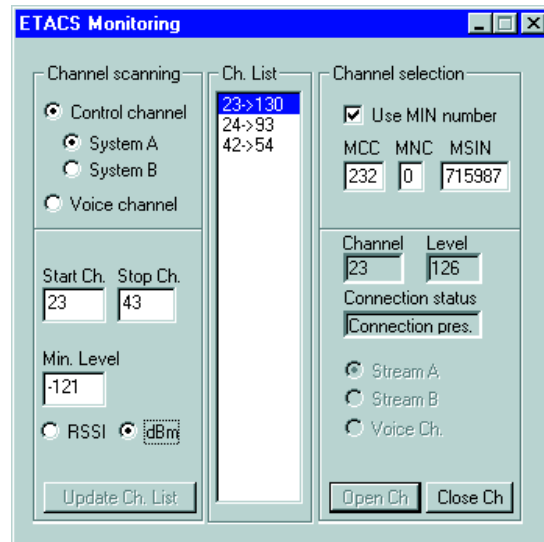 ETACS Monitoring
Channel scanning
Control channel
System A
System B
Voice channel
Start Ch. Stop Ch.
23 43
Min. Level
-121
RSSI dBm
Update Ch. List
Ch. List
23->130
24->93
42->54
Channel selection
Use MIN number
MCC MNC MSIN
232 0 715987
Channel Level
23 126
Connection status
Connection pres.
Stream A
Stream B
Voice Ch.
Open Ch Close Ch